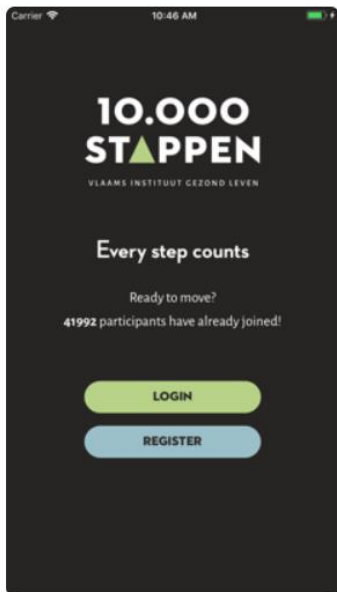 Carrier 10:46 AM
10.000
STAPPEN
VLAAMS INSTITUUT GEZOND LEVEN
Every step counts
Ready to move?
41992 participants have already joined!
LOGIN
REGISTER